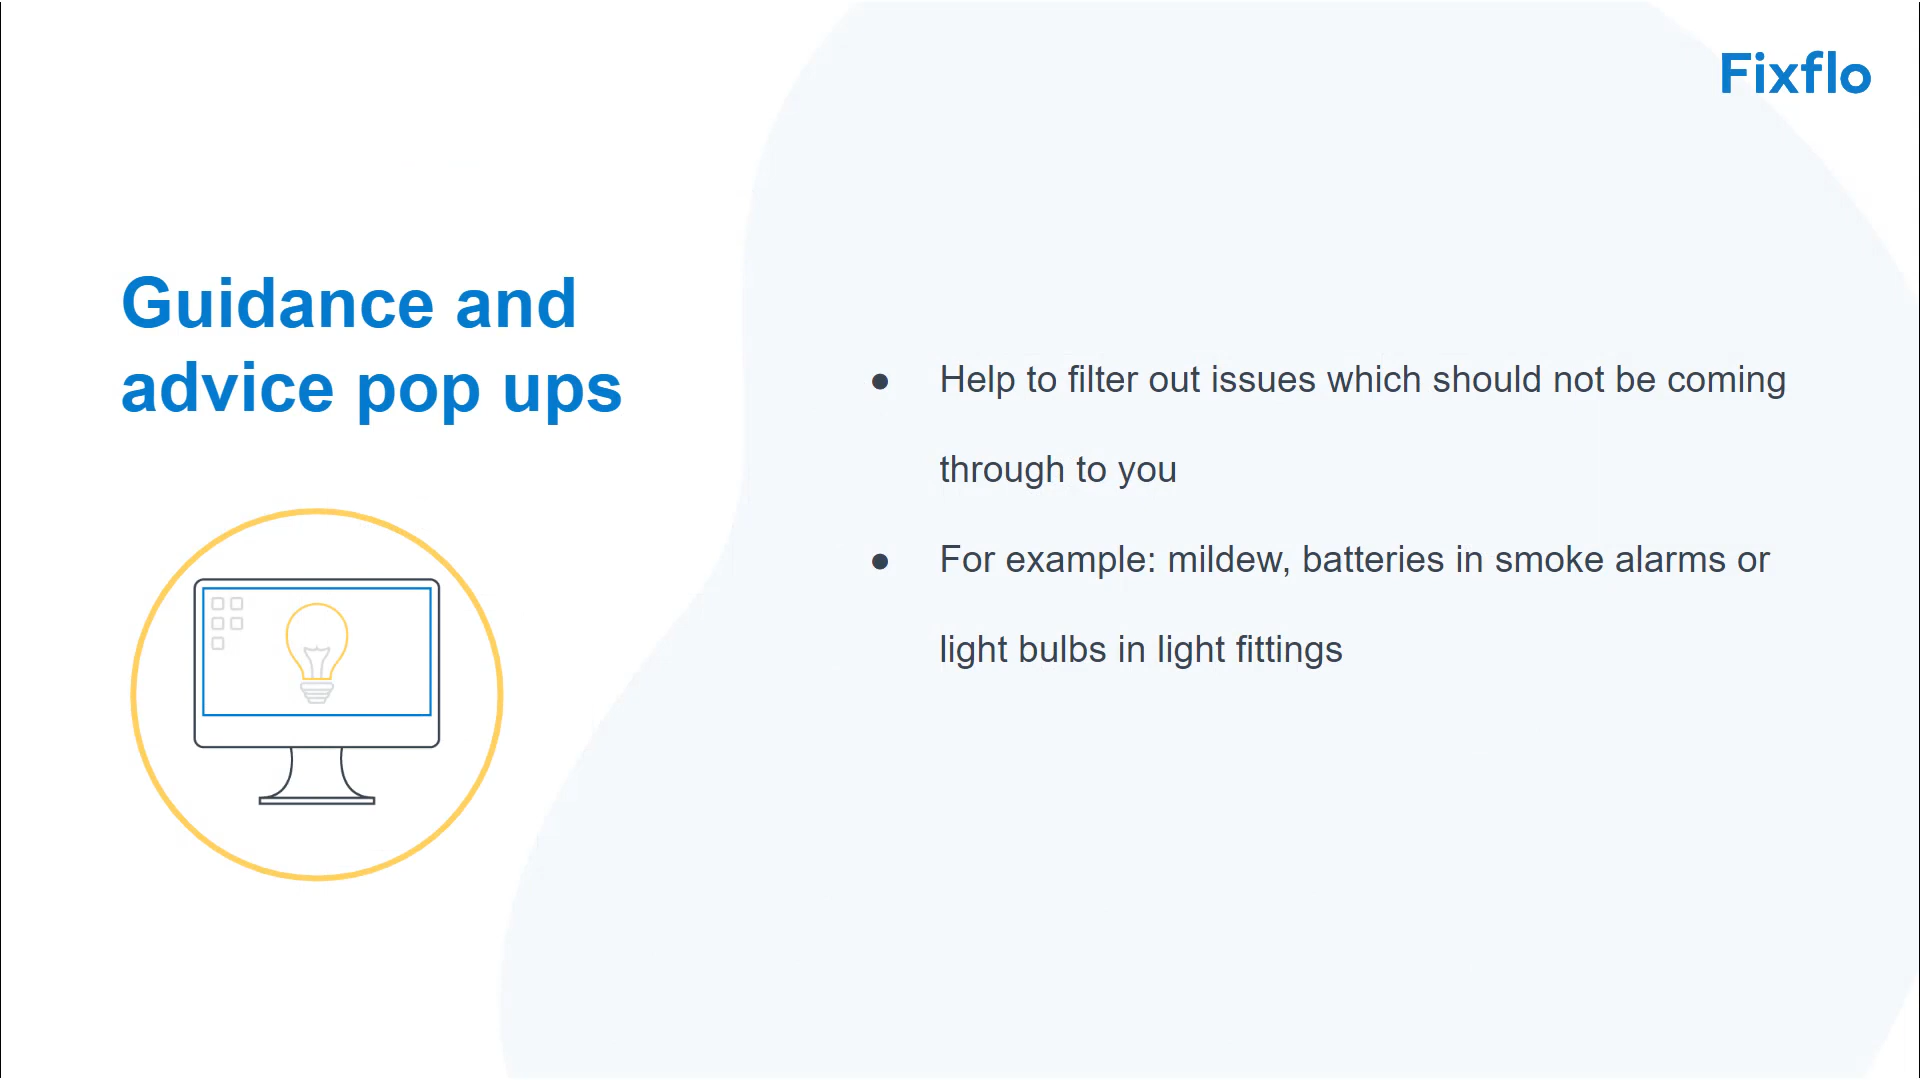 Fixflo
Guidance and
advice pop ups
● Help to filter out issues which should not be coming
through to you
● For example: mildew, batteries in smoke alarms or
light bulbs in light fittings